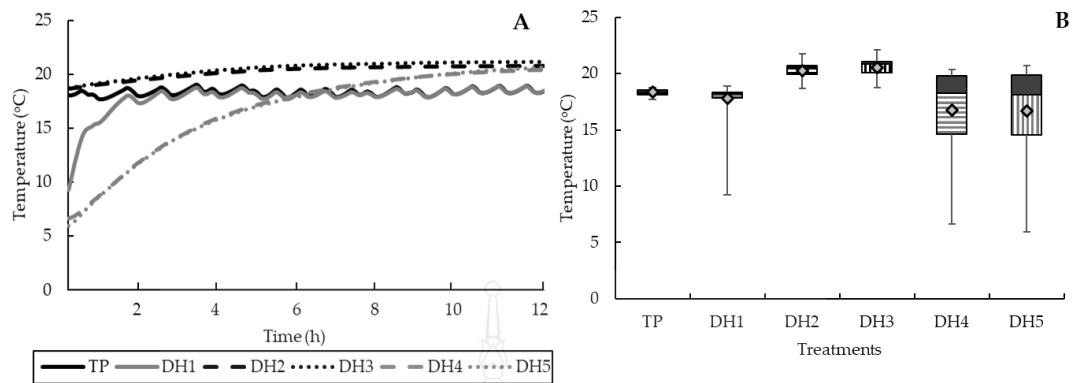 A
Temperature (°C)
25
20
15
10
5
0
2
4
6
8
10
12
Time (h)
TP
DH1
DH2
DH3
DH4
DH5
B
Temperature (°C)
25
20
15
10
5
0
TP
DH1
DH2
DH3
DH4
DH5
Treatments